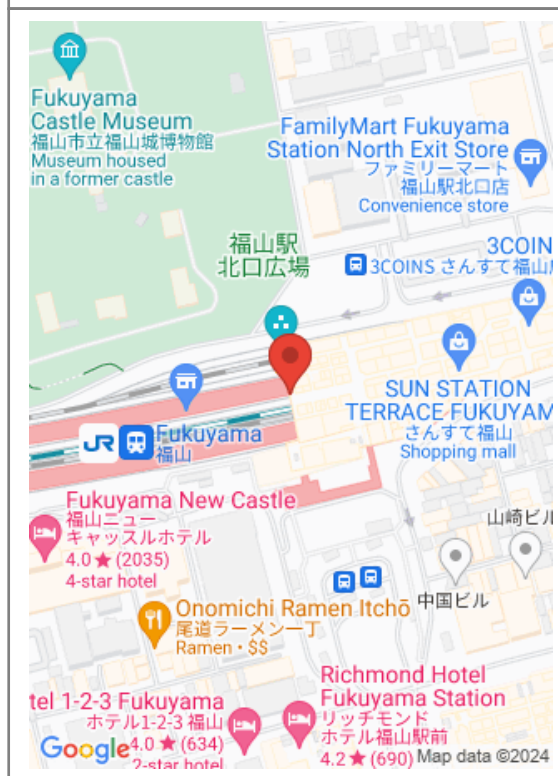 Fukuyama
Castle Museum
福山市立福山城博物館
Museum housed
in a former castle
FamilyMart Fukuyama
Station North Exit Store
ファミリーマート
福山駅北口店
Convenience store
福山駅
北口広場
3COIN
3COINS さんすて福山
SUN STATION
TERRACE FUKUYAM
さんすて福山
Shopping mall
JR
Fukuyama
福山
Fukuyama New Castle
福山ニュー
キャッスルホテル
4.0★(2035)
4-star hotel
山崎ビル
中国ビル
Onomichi Ramen Itchō
尾道ラーメン一丁
Ramen • $$
Richmond Hotel
Fukuyama Station
リッチモンド
ホテル福山駅前
4.2★(690)
tel 1-2-3 Fukuyama
ホテル1-2-3 福山
4.0★(634)
2-star hotel
Google
Map data ©2024